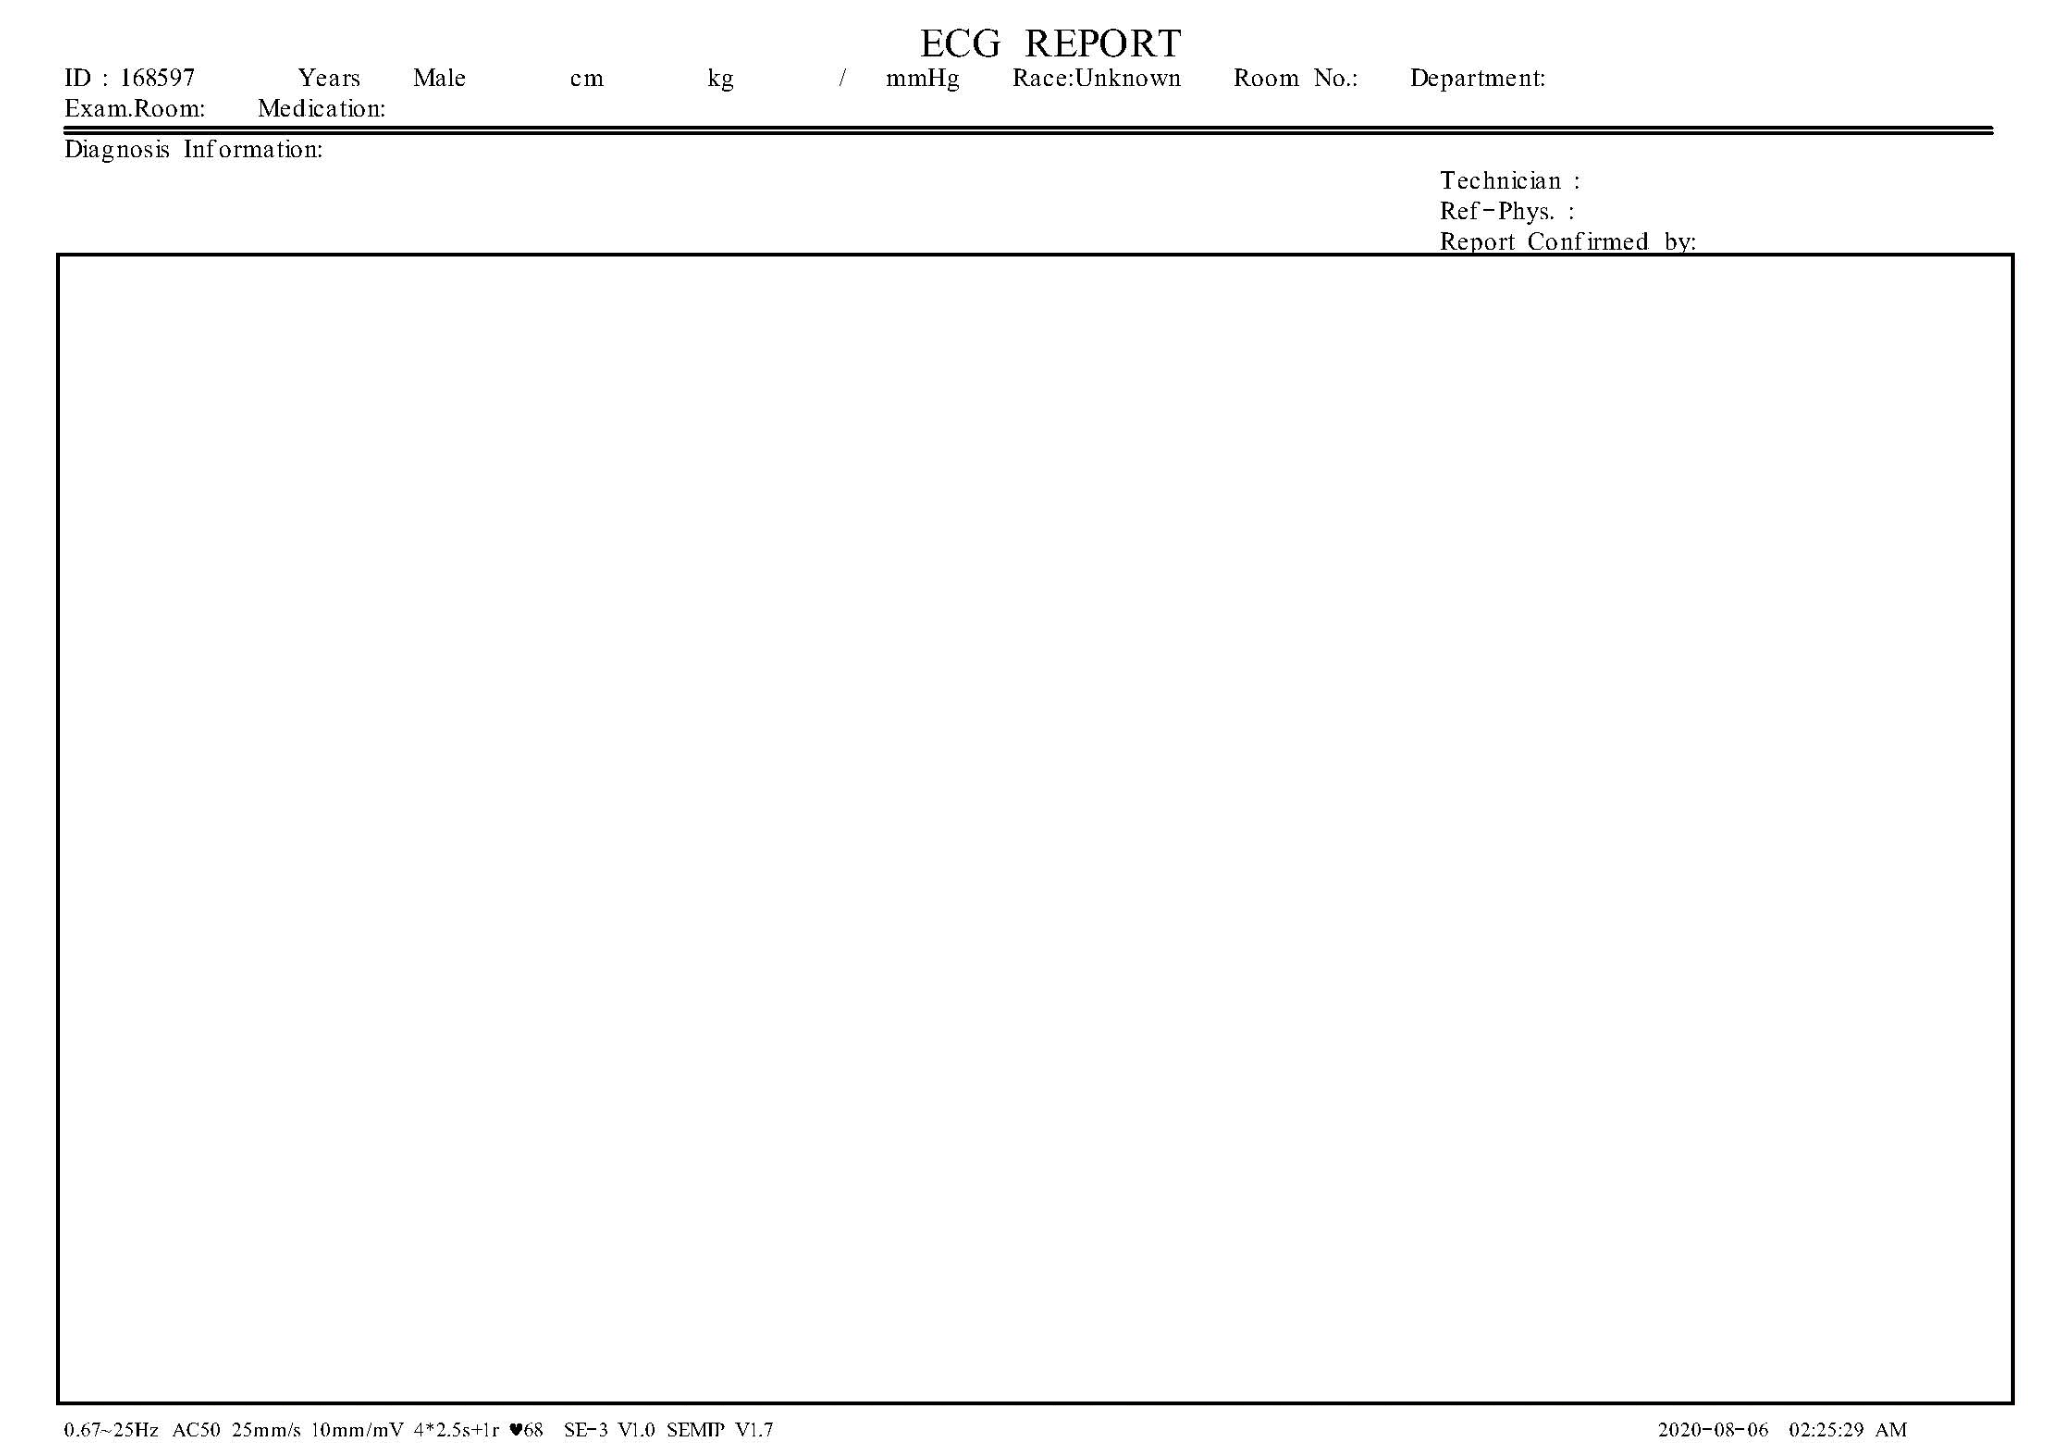 ECG REPORT
ID : 168597 Years Male cm kg / mmHg Race:Unknown Room No.: Department:
Exam.Room: Medication:
Diagnosis Information:
Technician :
Ref-Phys. :
Report Confirmed by:
0.67~25Hz AC50 25mm/s 10mm/mV 4*2.5s+1r ♥68 SE-3 V1.0 SEMIP V1.7
2020-08-06 02:25:29 AM